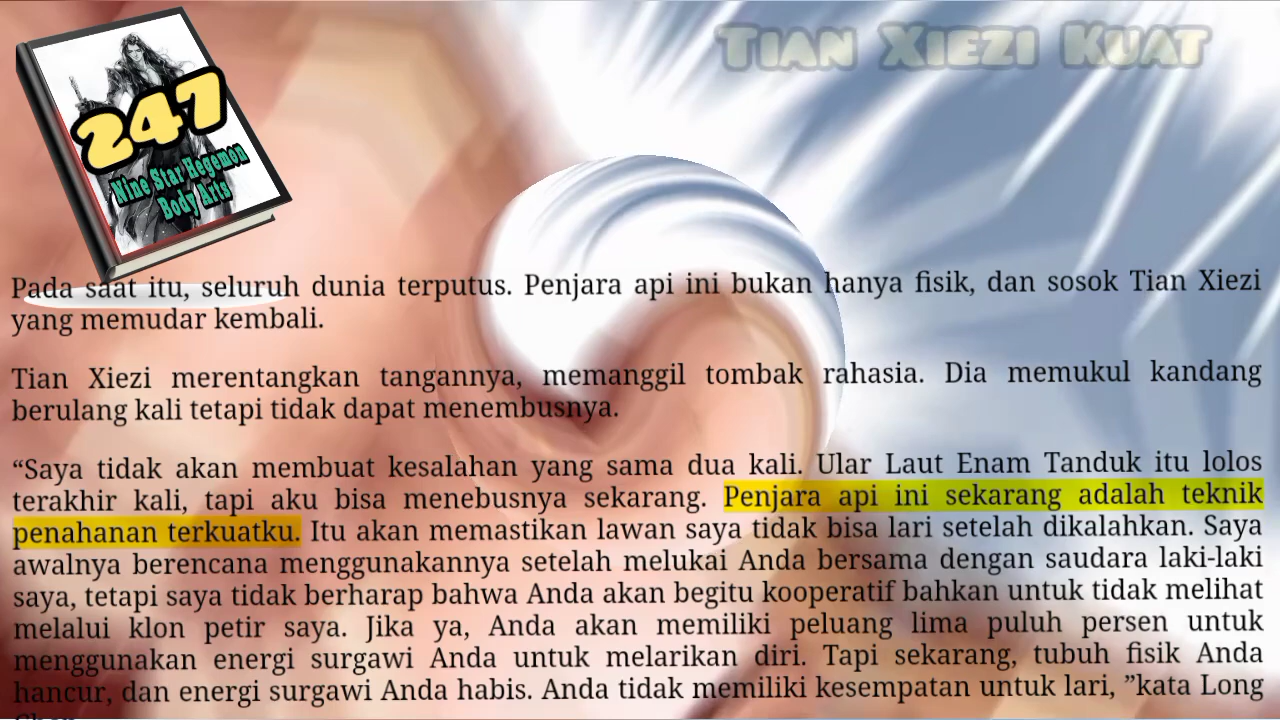 Tian Xiezi Kuat
247
Nine Star Hegemon
Body Arts
Pada saat itu, seluruh dunia terputus. Penjara api ini bukan hanya fisik, dan sosok Tian Xiezi
yang memudar kembali.
Tian Xiezi merentangkan tangannya, memanggil tombak rahasia. Dia memukul kandang
berulang kali tetapi tidak dapat menembusnya.
“Saya tidak akan membuat kesalahan yang sama dua kali. Ular Laut Enam Tanduk itu lolos
terakhir kali, tapi aku bisa menebusnya sekarang. Penjara api ini sekarang adalah teknik
penahanan terkuatku. Itu akan memastikan lawan saya tidak bisa lari setelah dikalahkan. Saya
awalnya berencana menggunakannya setelah melukai Anda bersama dengan saudara laki-laki
saya, tetapi saya tidak berharap bahwa Anda akan begitu kooperatif bahkan untuk tidak melihat
melalui klon petir saya. Jika ya, Anda akan memiliki peluang lima puluh persen untuk
menggunakan energi surgawi Anda untuk melarikan diri. Tapi sekarang, tubuh fisik Anda
hancur, dan energi surgawi Anda habis. Anda tidak memiliki kesempatan untuk lari, ”kata Long